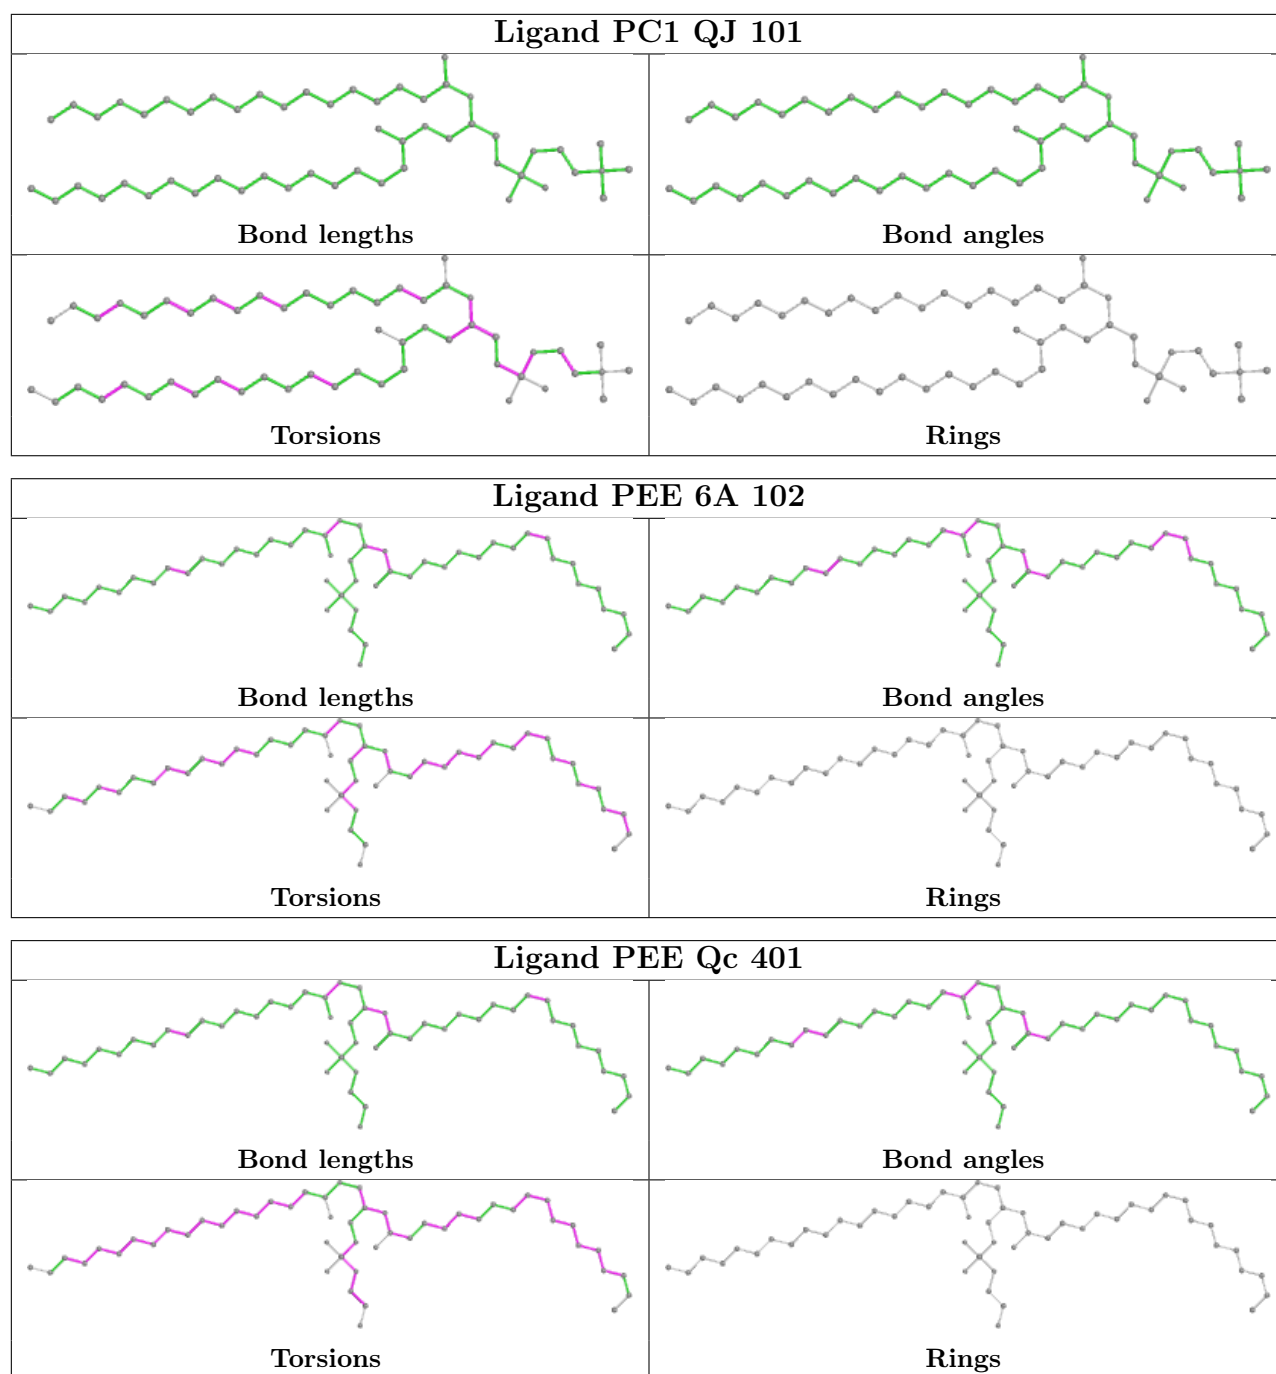 Ligand PC1 QJ 101
Bond lengths
Bond angles
Torsions
Rings
Ligand PEE 6A 102
Bond lengths
Bond angles
Torsions
Rings
Ligand PEE Qc 401
Bond lengths
Bond angles
Torsions
Rings